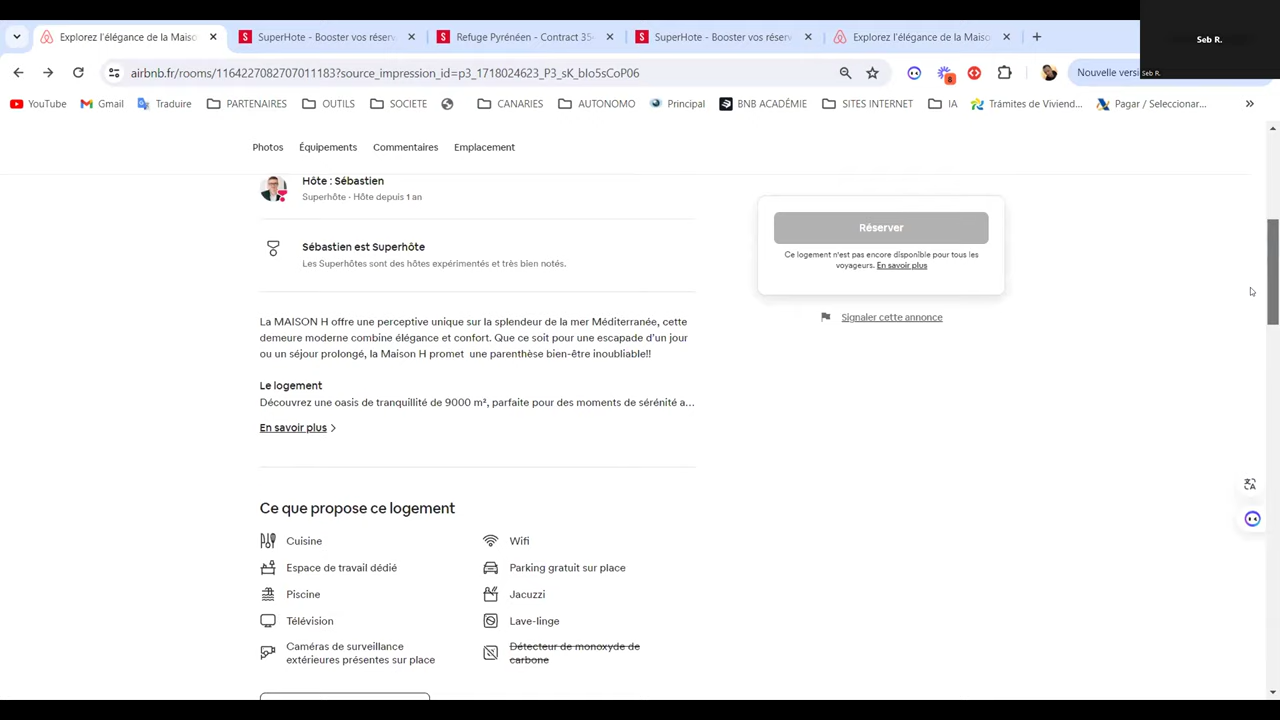 Seb R.
Seb R.
Explorez l'élégance de la Maiso
SuperHote - Booster vos réserv
Refuge Pyrénéen - Contract 35
SuperHote - Booster vos réserv
Explorez l'élégance de la Maiso
airbnb.fr/rooms/1164227082707011183?source_impression_id=p3_1718024623_P3_sK_bIo5sCoP06
8
Nouvelle versi
YouTube
Gmail
Traduire
PARTENAIRES
OUTILS
SOCIETE
CANARIES
AUTONOMO
Principal
BNB ACADÉMIE
SITES INTERNET
IA
Trámites de Viviend...
Pagar / Seleccionar...
Photos
Équipements
Commentaires
Emplacement
Hôte : Sébastien
Superhôte · Hôte depuis 1 an
Sébastien est Superhôte
Les Superhôtes sont des hôtes expérimentés et très bien notés.
Réserver
Ce logement n'est pas encore disponible pour tous les
voyageurs. En savoir plus
Signaler cette annonce
La MAISON H offre une perceptive unique sur la splendeur de la mer Méditerranée, cette
demeure moderne combine élégance et confort. Que ce soit pour une escapade d'un jour
ou un séjour prolongé, la Maison H promet une parenthèse bien-être inoubliable!!
Le logement
Découvrez une oasis de tranquillité de 9000 m², parfaite pour des moments de sérénité a...
En savoir plus
Ce que propose ce logement
Cuisine
Wifi
Espace de travail dédié
Parking gratuit sur place
Piscine
Jacuzzi
Télévision
Lave-linge
Caméras de surveillance
extérieures présentes sur place
Détecteur de monoxyde de
carbone